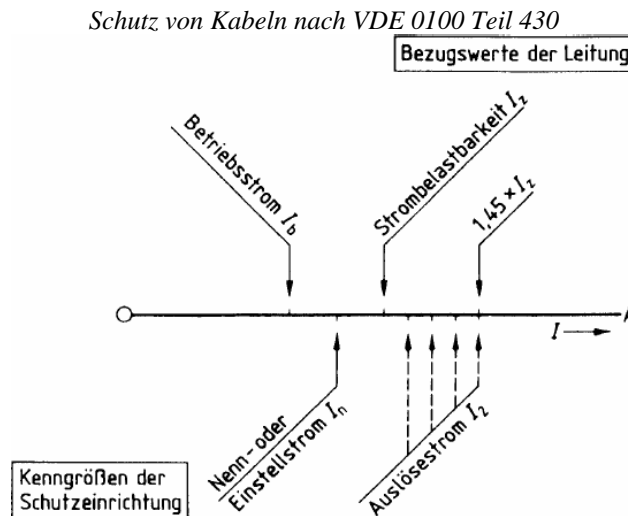 Schutz von Kabeln nach VDE 0100 Teil 430
Bezugswerte der Leitung
Betriebsstrom I_b
Strombelastbarkeit I_z
1,45 × I_z
I
Nenn- oder
Einstellstrom I_n
Auslösestrom I_2
Kenngrößen der
Schutzeinrichtung